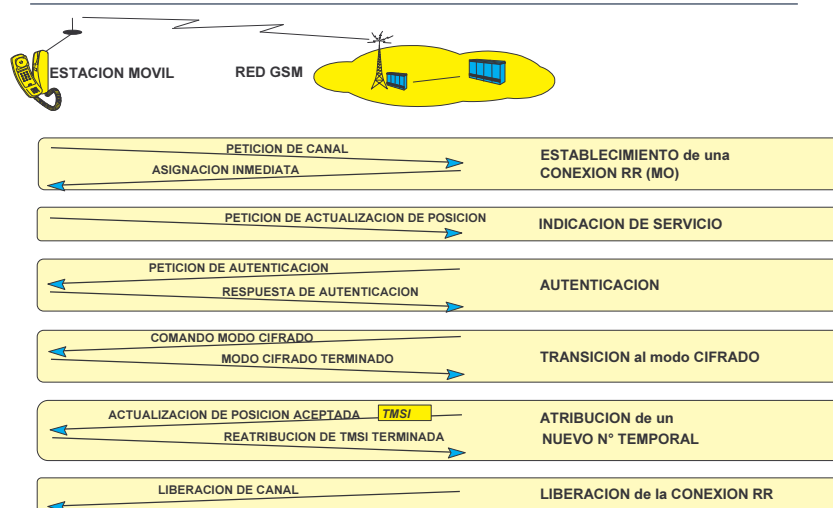 ESTACION MOVIL
RED GSM
PETICION DE CANAL
ASIGNACION INMEDIATA
ESTABLECIMIENTO de una
CONEXION RR (MO)
PETICION DE ACTUALIZACION DE POSICION
INDICACION DE SERVICIO
PETICION DE AUTENTICACION
RESPUESTA DE AUTENTICACION
AUTENTICACION
COMANDO MODO CIFRADO
MODO CIFRADO TERMINADO
TRANSICION al modo CIFRADO
ACTUALIZACION DE POSICION ACEPTADA TMSI
REATRIBUCION DE TMSI TERMINADA
ATRIBUCION de un
NUEVO N° TEMPORAL
LIBERACION DE CANAL
LIBERACION de la CONEXION RR